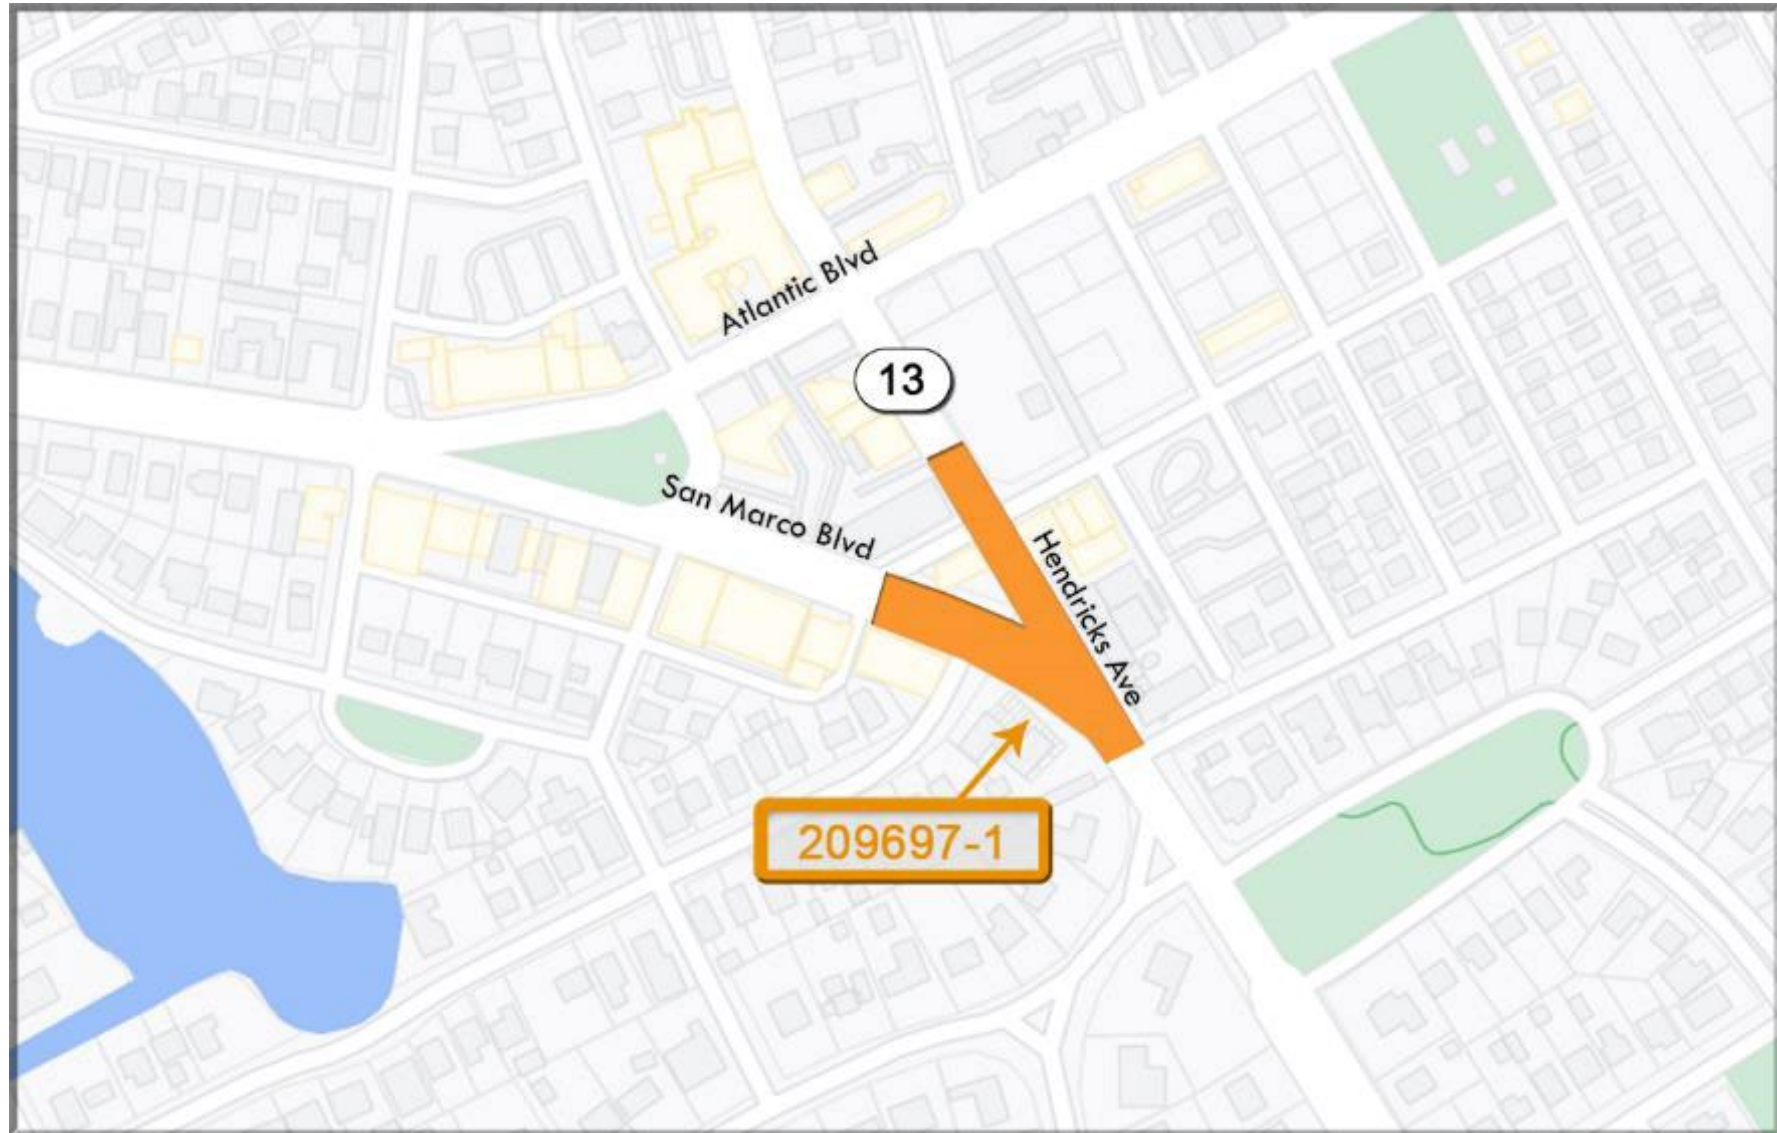 Atlantic Blvd
13
San Marco Blvd
Hendricks Ave
209697-1